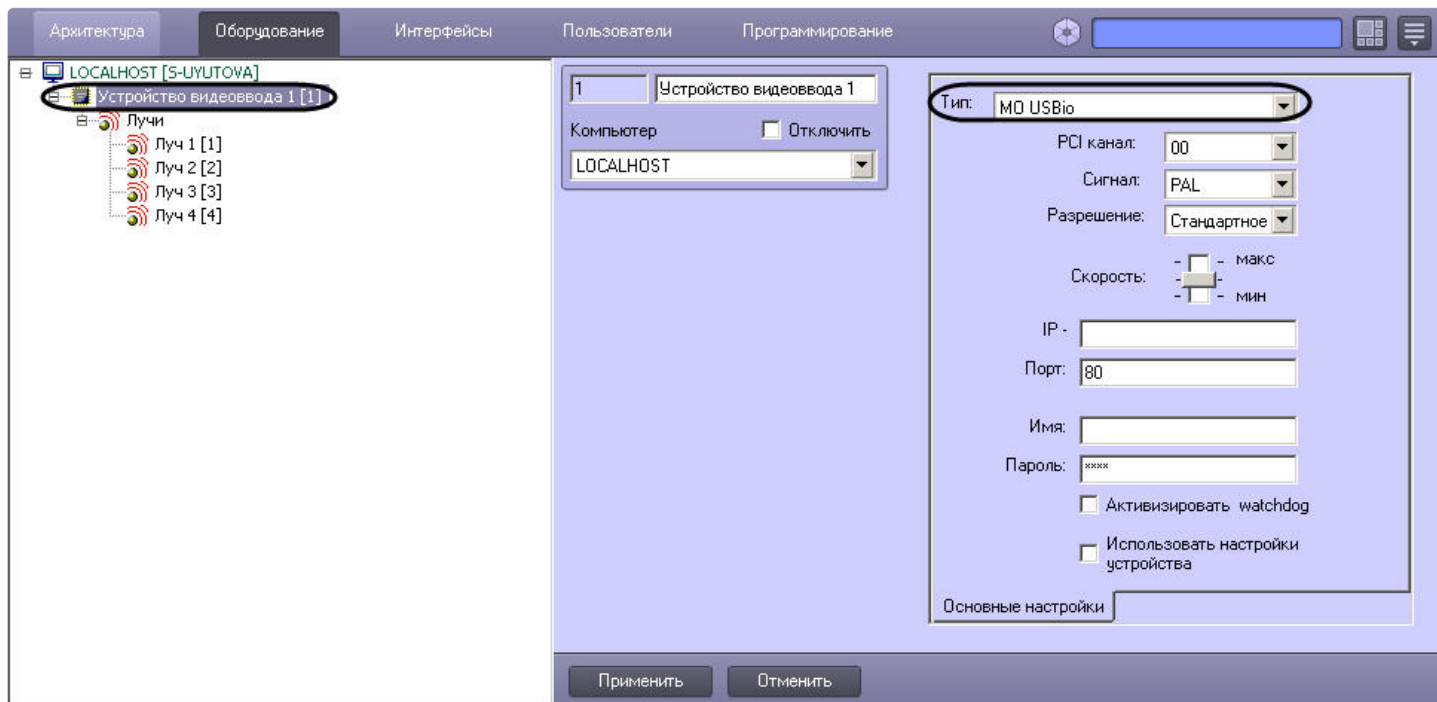 Архитектура Оборудование Интерфейсы Пользователи Программирование
LOCALHOST [S-UYUTOVA]
Устройство видеоввода 1 [1]
Лучи
Луч 1 [1]
Луч 2 [2]
Луч 3 [3]
Луч 4 [4]
1 Устройство видеоввода 1
Компьютер Отключить
LOCALHOST
Тип: MO USBio
PCI канал: 00
Сигнал: PAL
Разрешение: Стандартное
Скорость: макс
мин
IP -
Порт: 80
Имя:
Пароль: ****
Активизировать watchdog
Использовать настройки
устройства
Основные настройки
Применить Отменить